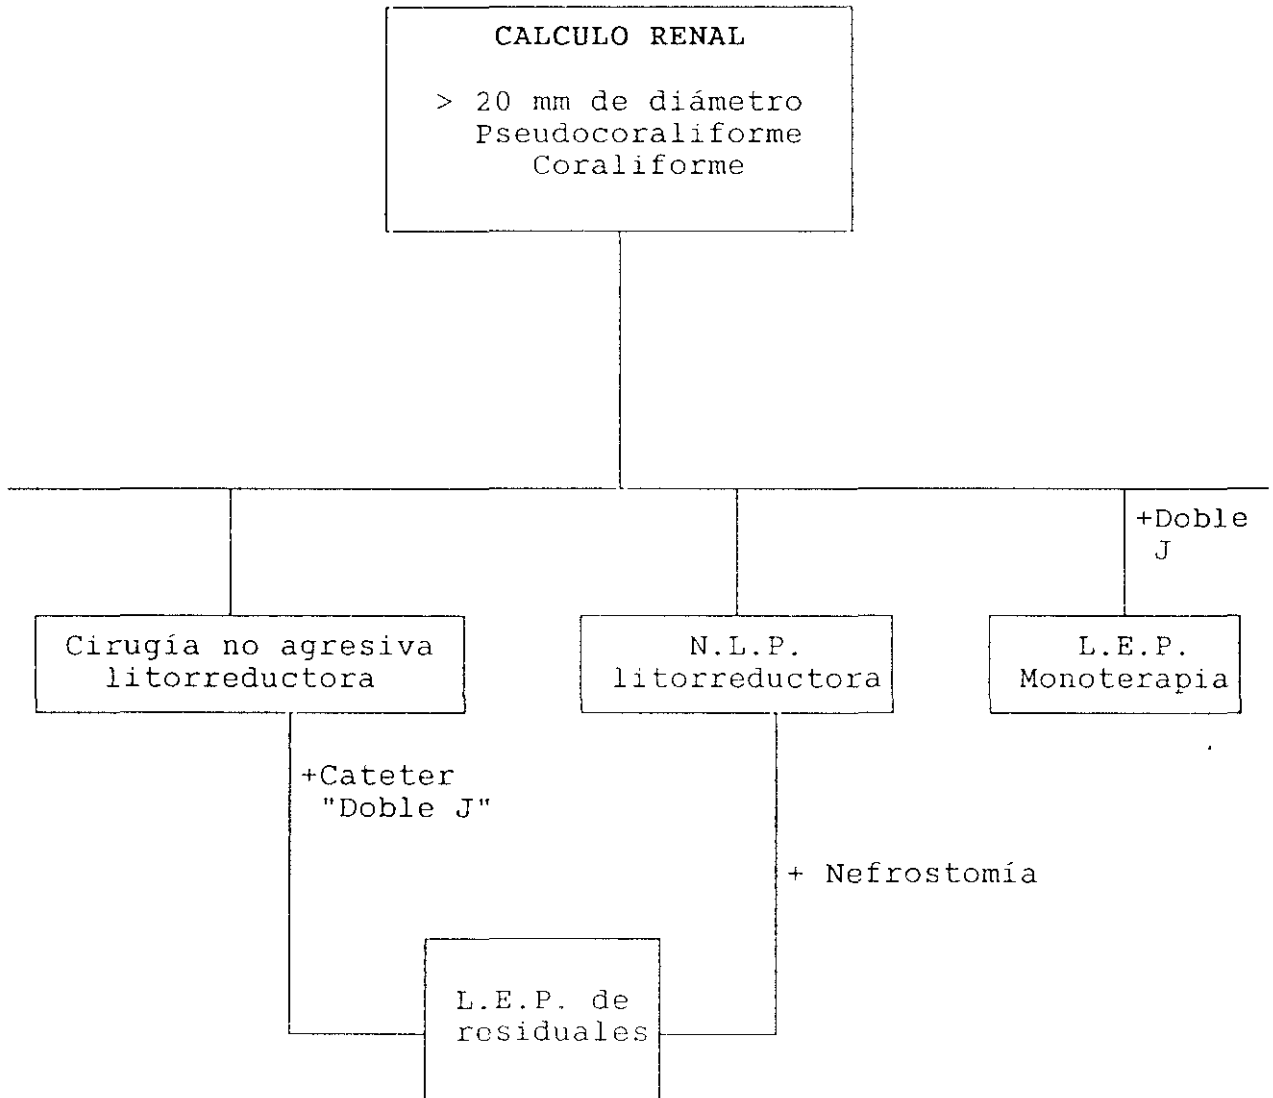 CALCULO RENAL
> 20 mm de diámetro
Pseudocoraliforme
Coraliforme
+Doble
J
Cirugía no agresiva
litorreductora
N.L.P.
litorreductora
L.E.P.
Monoterapia
+Cateter
"Doble J"
+ Nefrostomía
L.E.P. de
residuales